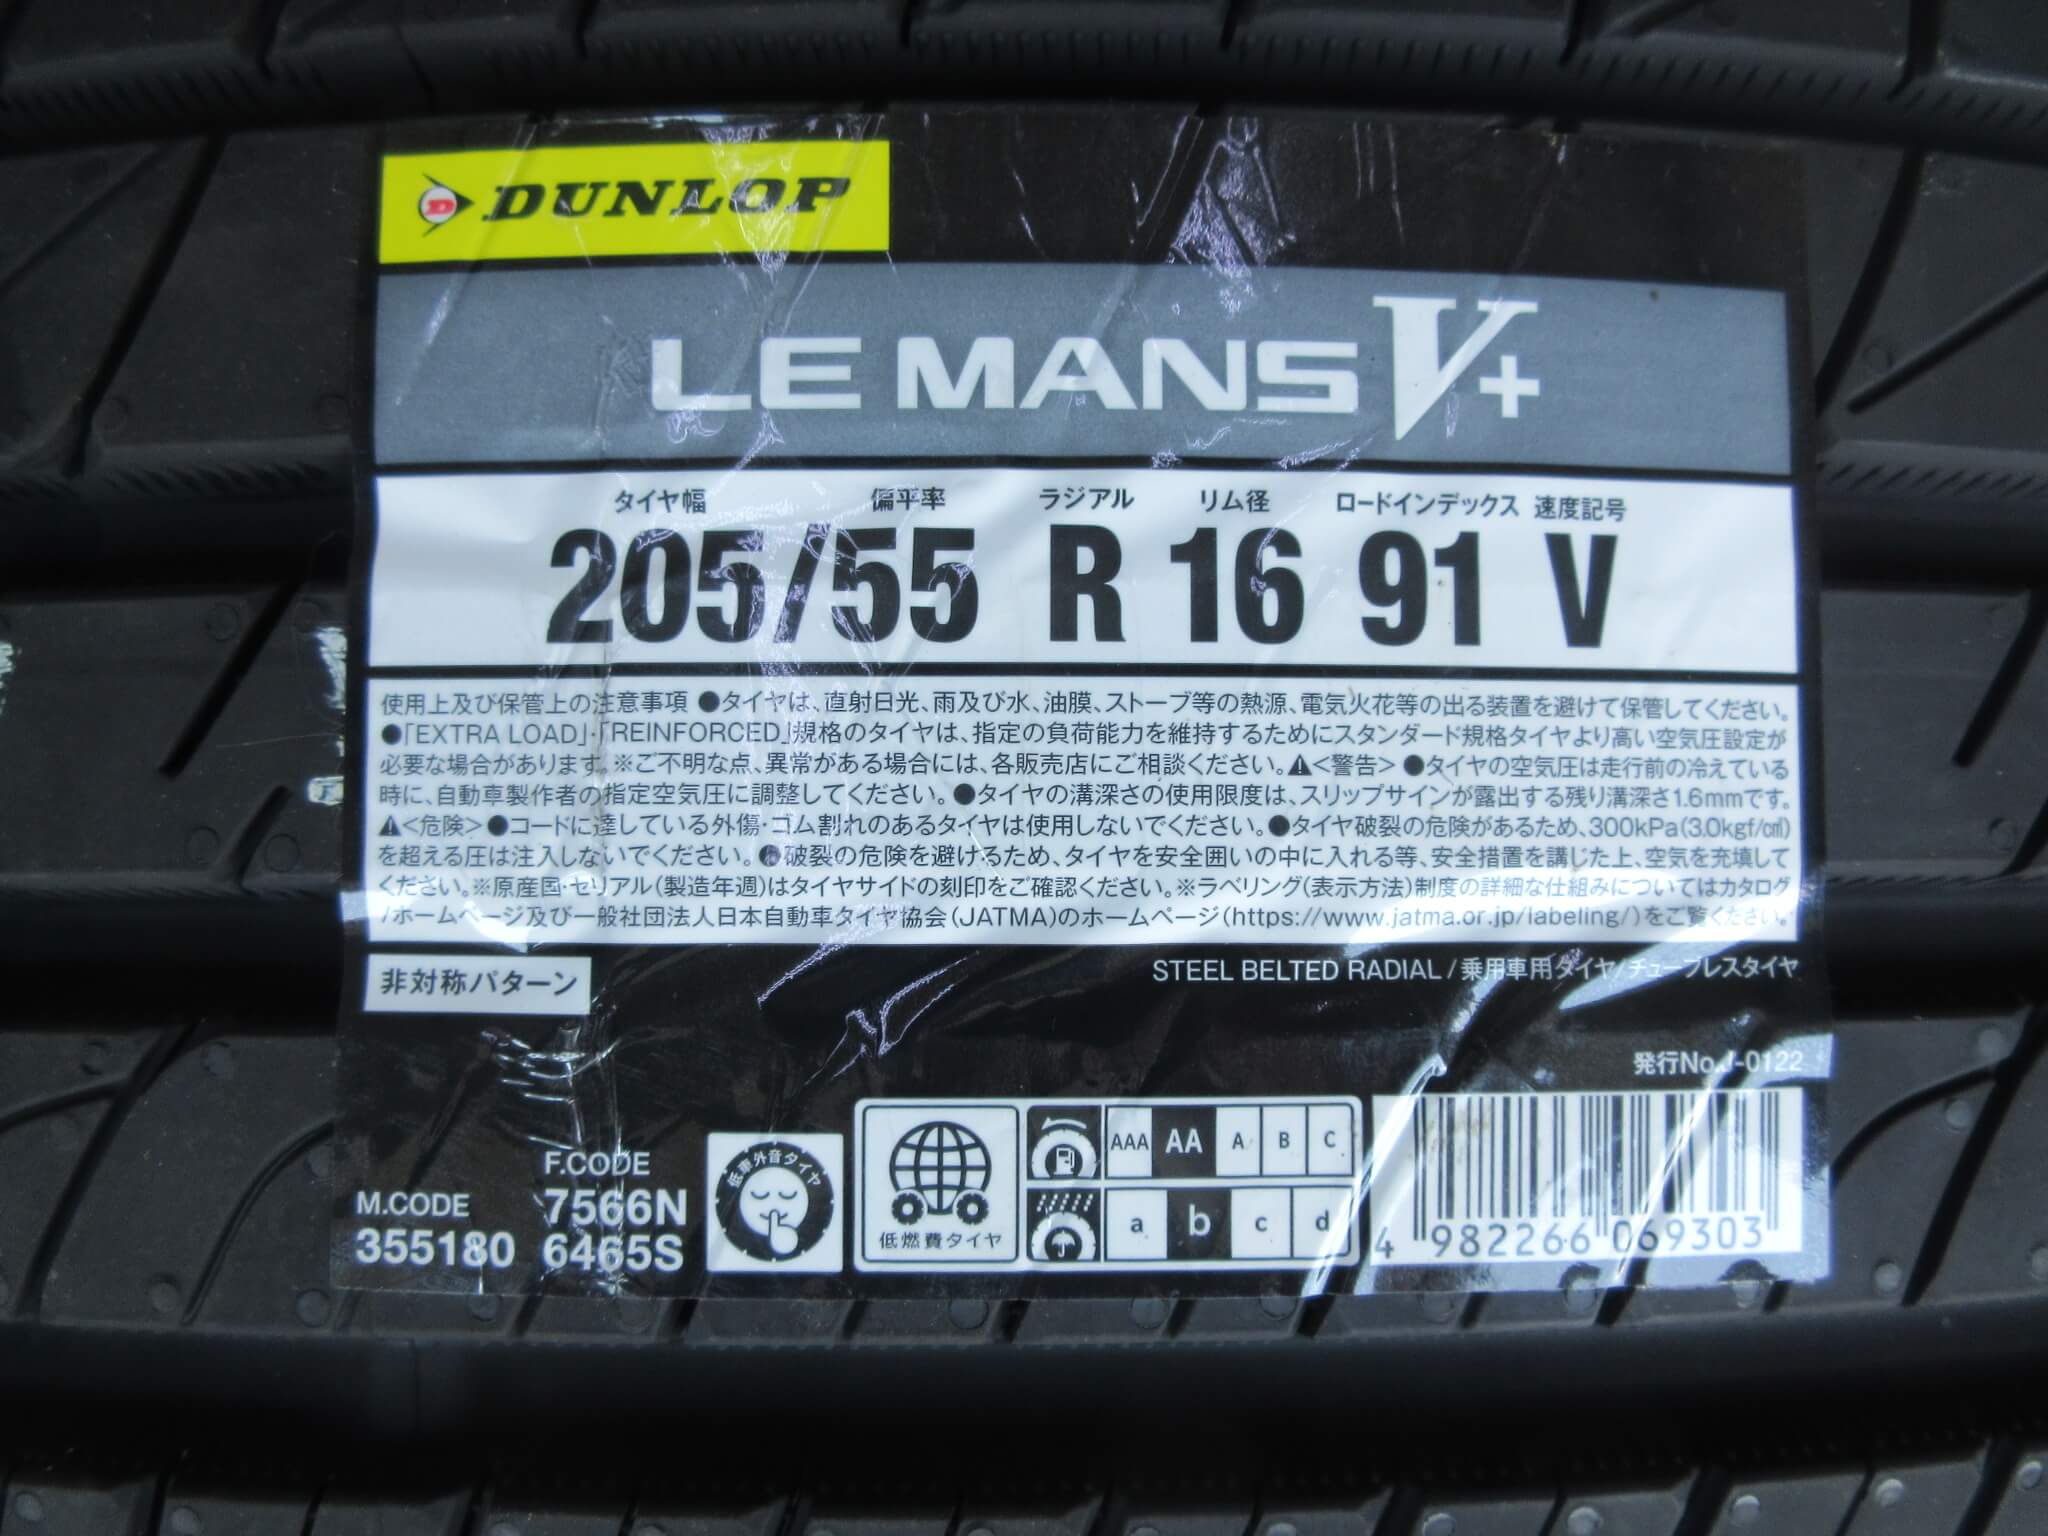 DUNLOP
LE MANS V+
タイヤ幅 偏平率 ラジアル リム径 ロードインデックス 速度記号
205/55 R 16 91 V
使用上及び保管上の注意事項 ●タイヤは、直射日光、雨及び水、油膜、ストーブ等の熱源、電気火花等の出る装置を避けて保管してください。
●「EXTRA LOAD」・「REINFORCED」規格のタイヤは、指定の負荷能力を維持するためにスタンダード規格タイヤより高い空気圧設定が
必要な場合があります。※ご不明な点、異常がある場合には、各販売店にご相談ください。⚠<警告> ●タイヤの空気圧は走行前の冷えている
時に、自動車製作者の指定空気圧に調整してください。●タイヤの溝深さの使用限度は、スリップサインが露出する残り溝深さ1.6mmです。
⚠<危険> ●コードに達している外傷・ゴム割れのあるタイヤは使用しないでください。●タイヤ破裂の危険があるため、300kPa(3.0kgf/c㎡)
を超える圧は注入しないでください。●破裂の危険を避けるため、タイヤを安全囲いの中に入れる等、安全措置を講じた上、空気を充填して
ください。※原産国・セリアル(製造年週)はタイヤサイドの刻印をご確認ください。※ラベリング(表示方法)制度の詳細な仕組みについてはカタログ
/ホームページ及び一般社団法人日本自動車タイヤ協会(JATMA)のホームページ(https://www.jatma.or.jp/labeling/)をご覧ください。
非対称パターン
STEEL BELTED RADIAL/乗用車用タイヤ/チューブレスタイヤ
発行No.J-0122
M.CODE
355180
F.CODE
7566N
6465S
低車外音タイヤ
低燃費タイヤ
AAA AA A B C
a b c d
4 982266 069303